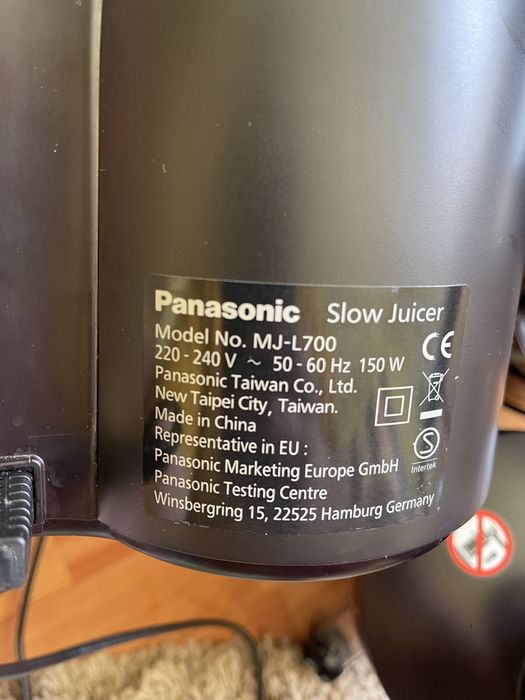 Panasonic Slow Juicer
Model No. MJ-L700
220 - 240 V ~ 50 - 60 Hz 150 W
Panasonic Taiwan Co., Ltd.
New Taipei City, Taiwan.
Made in China
Representative in EU :
Panasonic Marketing Europe GmbH
Panasonic Testing Centre
Winsbergring 15, 22525 Hamburg Germany
CE
S
Intertek